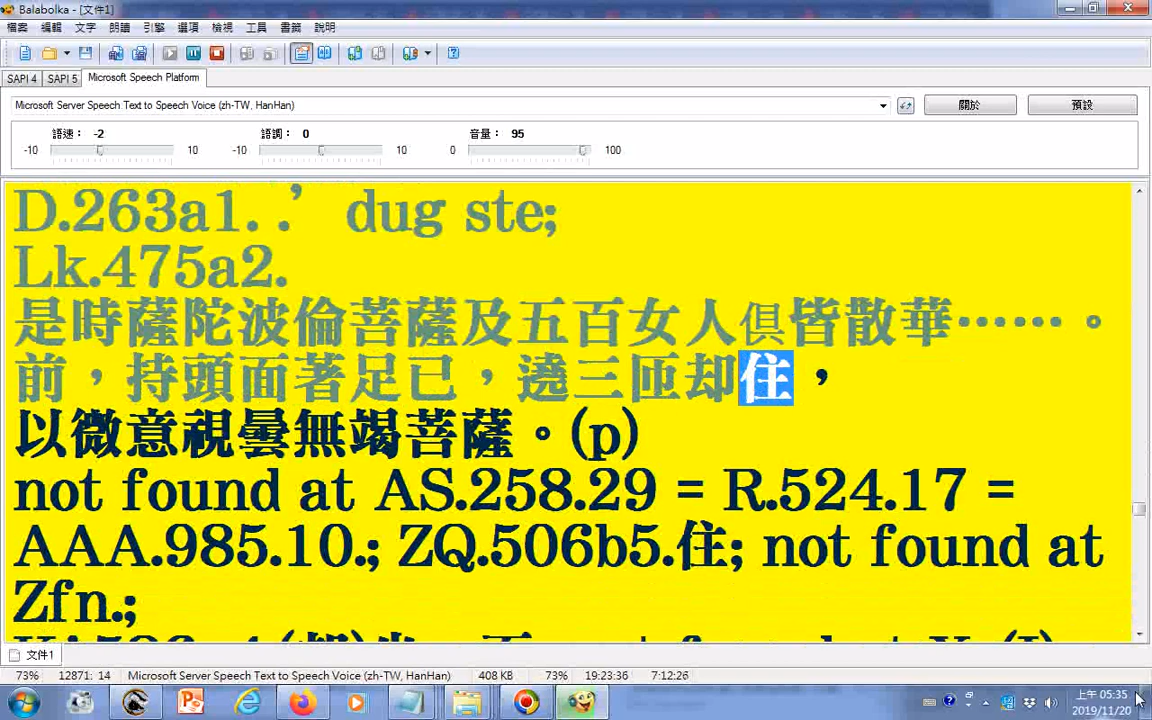 Balabolka - [文件1]
檔案 編輯 文字 朗讀 引擎 選項 檢視 工具 書籤 說明
SAPI 4 SAPI 5 Microsoft Speech Platform
Microsoft Server Speech Text to Speech Voice (zh-TW, HanHan)
關於 預設
語速： -2 語調： 0 音量： 95
-10 10 -10 10 0 100
D.263a1. .’ dug ste;
Lk.475a2.
是時薩陀波倫菩薩及五百女人俱皆散華⋯⋯。
前，持頭面著足已，遶三匝却住，
以微意視曇無竭菩薩。(p)
not found at AS.258.29 = R.524.17 =
AAA.985.10.; ZQ.506b5.住; not found at
Zfn.;
文件1
73% 12871: 14 Microsoft Server Speech Text to Speech Voice (zh-TW, HanHan) 408 KB 73% 19:23:36 7:12:26
上午 05:35
2019/11/20